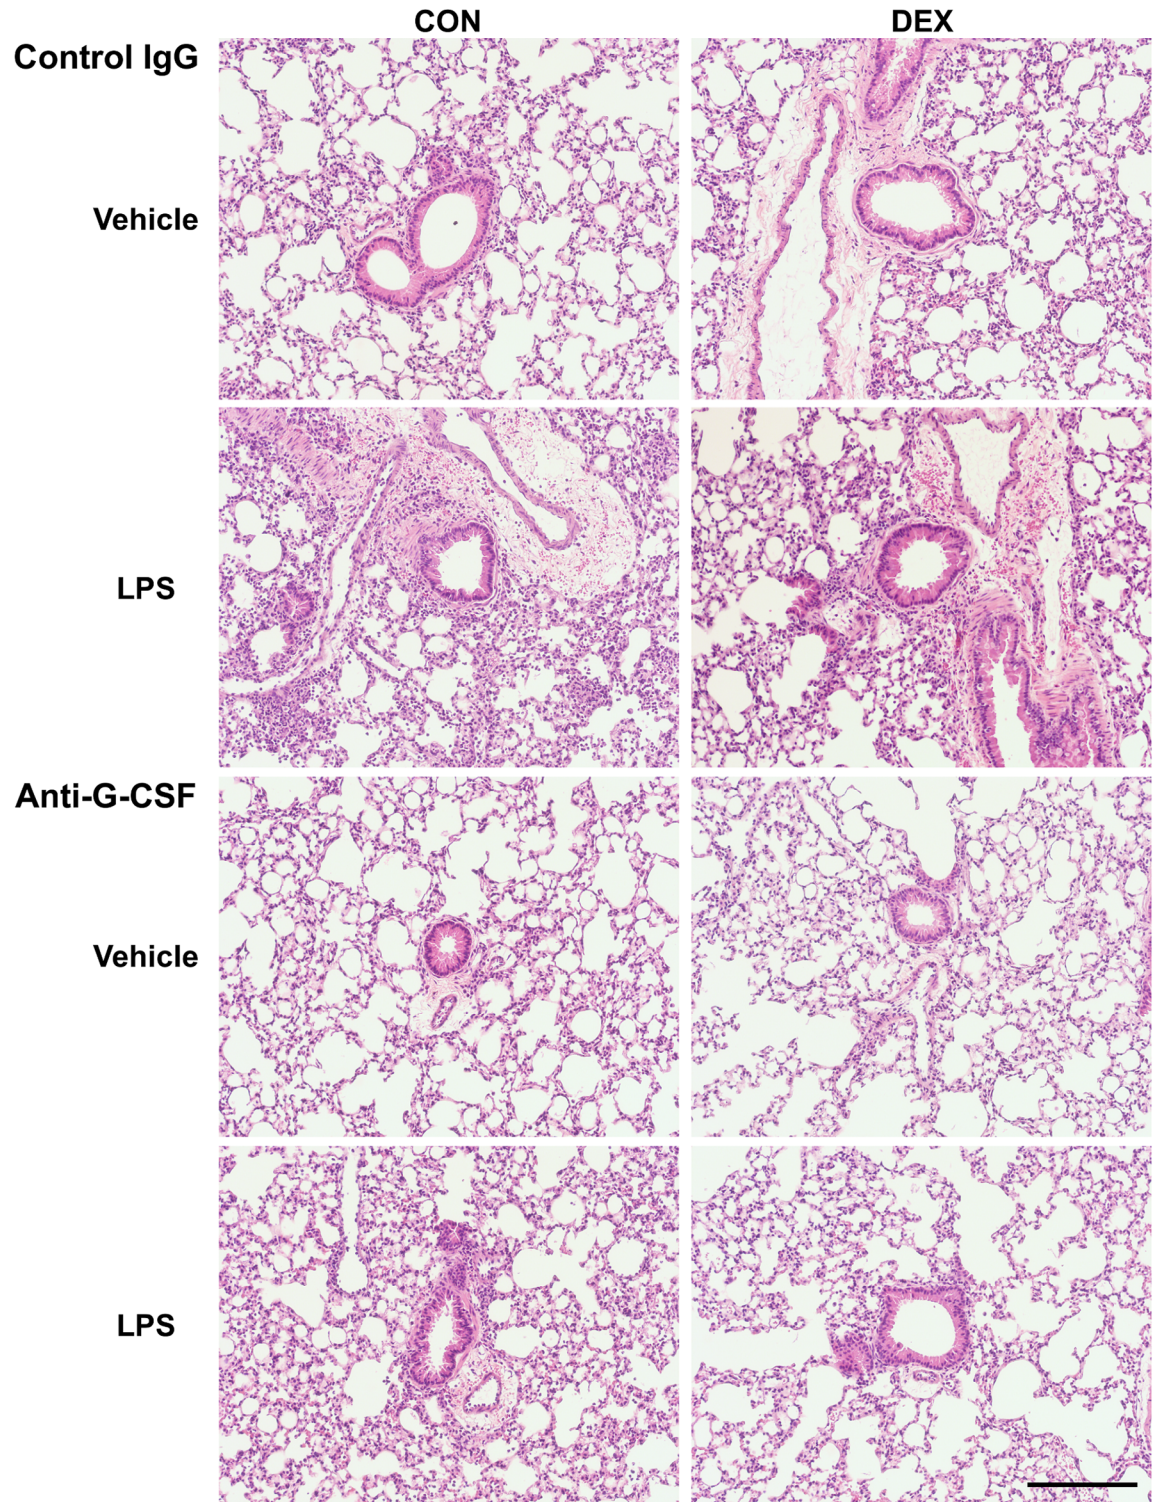 CON DEX
Control IgG
Vehicle
LPS
Anti-G-CSF
Vehicle
LPS